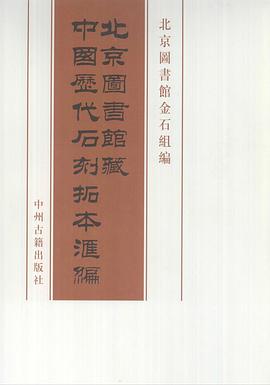 北京圖書館金石組編
北京圖書館藏
中國歷代石刻拓本滙編
中州古籍出版社